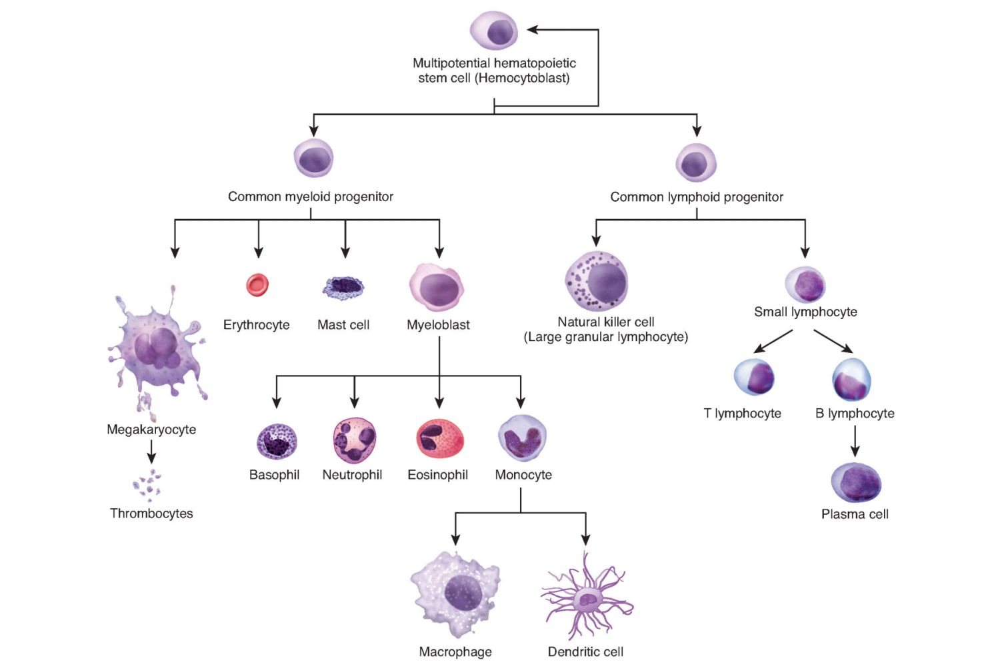 Multipotential hematopoietic
stem cell (Hemocytoblast)
Common myeloid progenitor
Common lymphoid progenitor
Erythrocyte
Mast cell
Myeloblast
Natural killer cell
(Large granular lymphocyte)
Small lymphocyte
Megakaryocyte
T lymphocyte
B lymphocyte
Basophil
Neutrophil
Eosinophil
Monocyte
Thrombocytes
Plasma cell
Macrophage
Dendritic cell